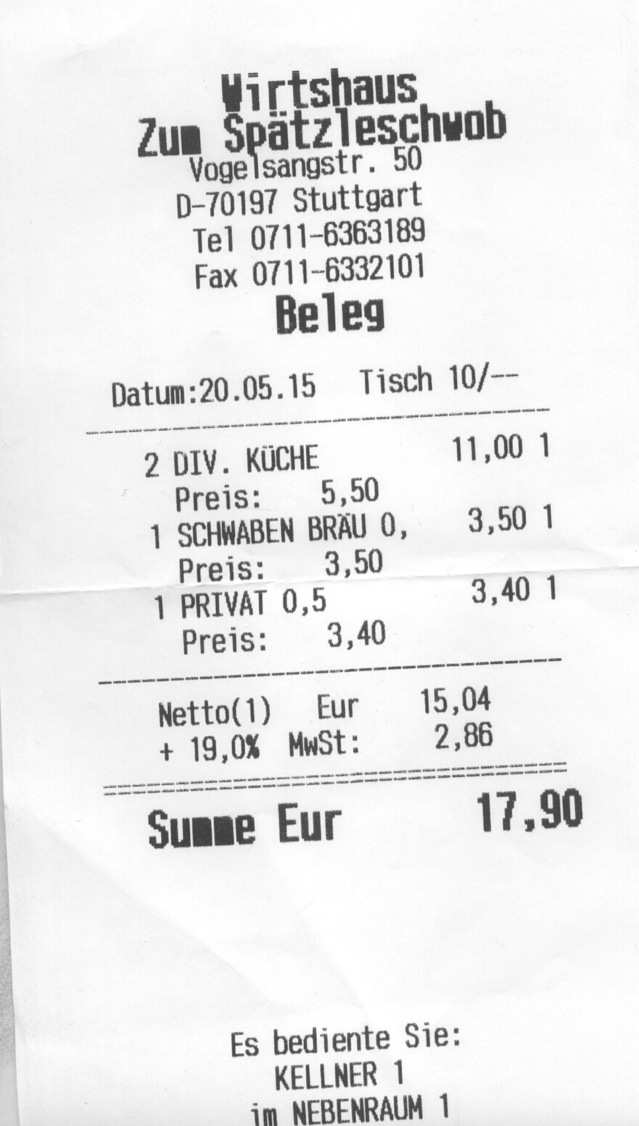 Wirtshaus
Zum Spätzleschwob
Vogelsangstr. 50
D-70197 Stuttgart
Tel 0711-6363189
Fax 0711-6332101
Beleg
Datum:20.05.15 Tisch 10/--
2 DIV. KÜCHE 11,00 1
Preis: 5,50
1 SCHWABEN BRÄU 0, 3,50 1
Preis: 3,50
1 PRIVAT 0,5 3,40 1
Preis: 3,40
Netto(1) Eur 15,04
+ 19,0% MwSt: 2,86
Summe Eur 17,90
Es bediente Sie:
KELLNER 1
im NEBENRAUM 1